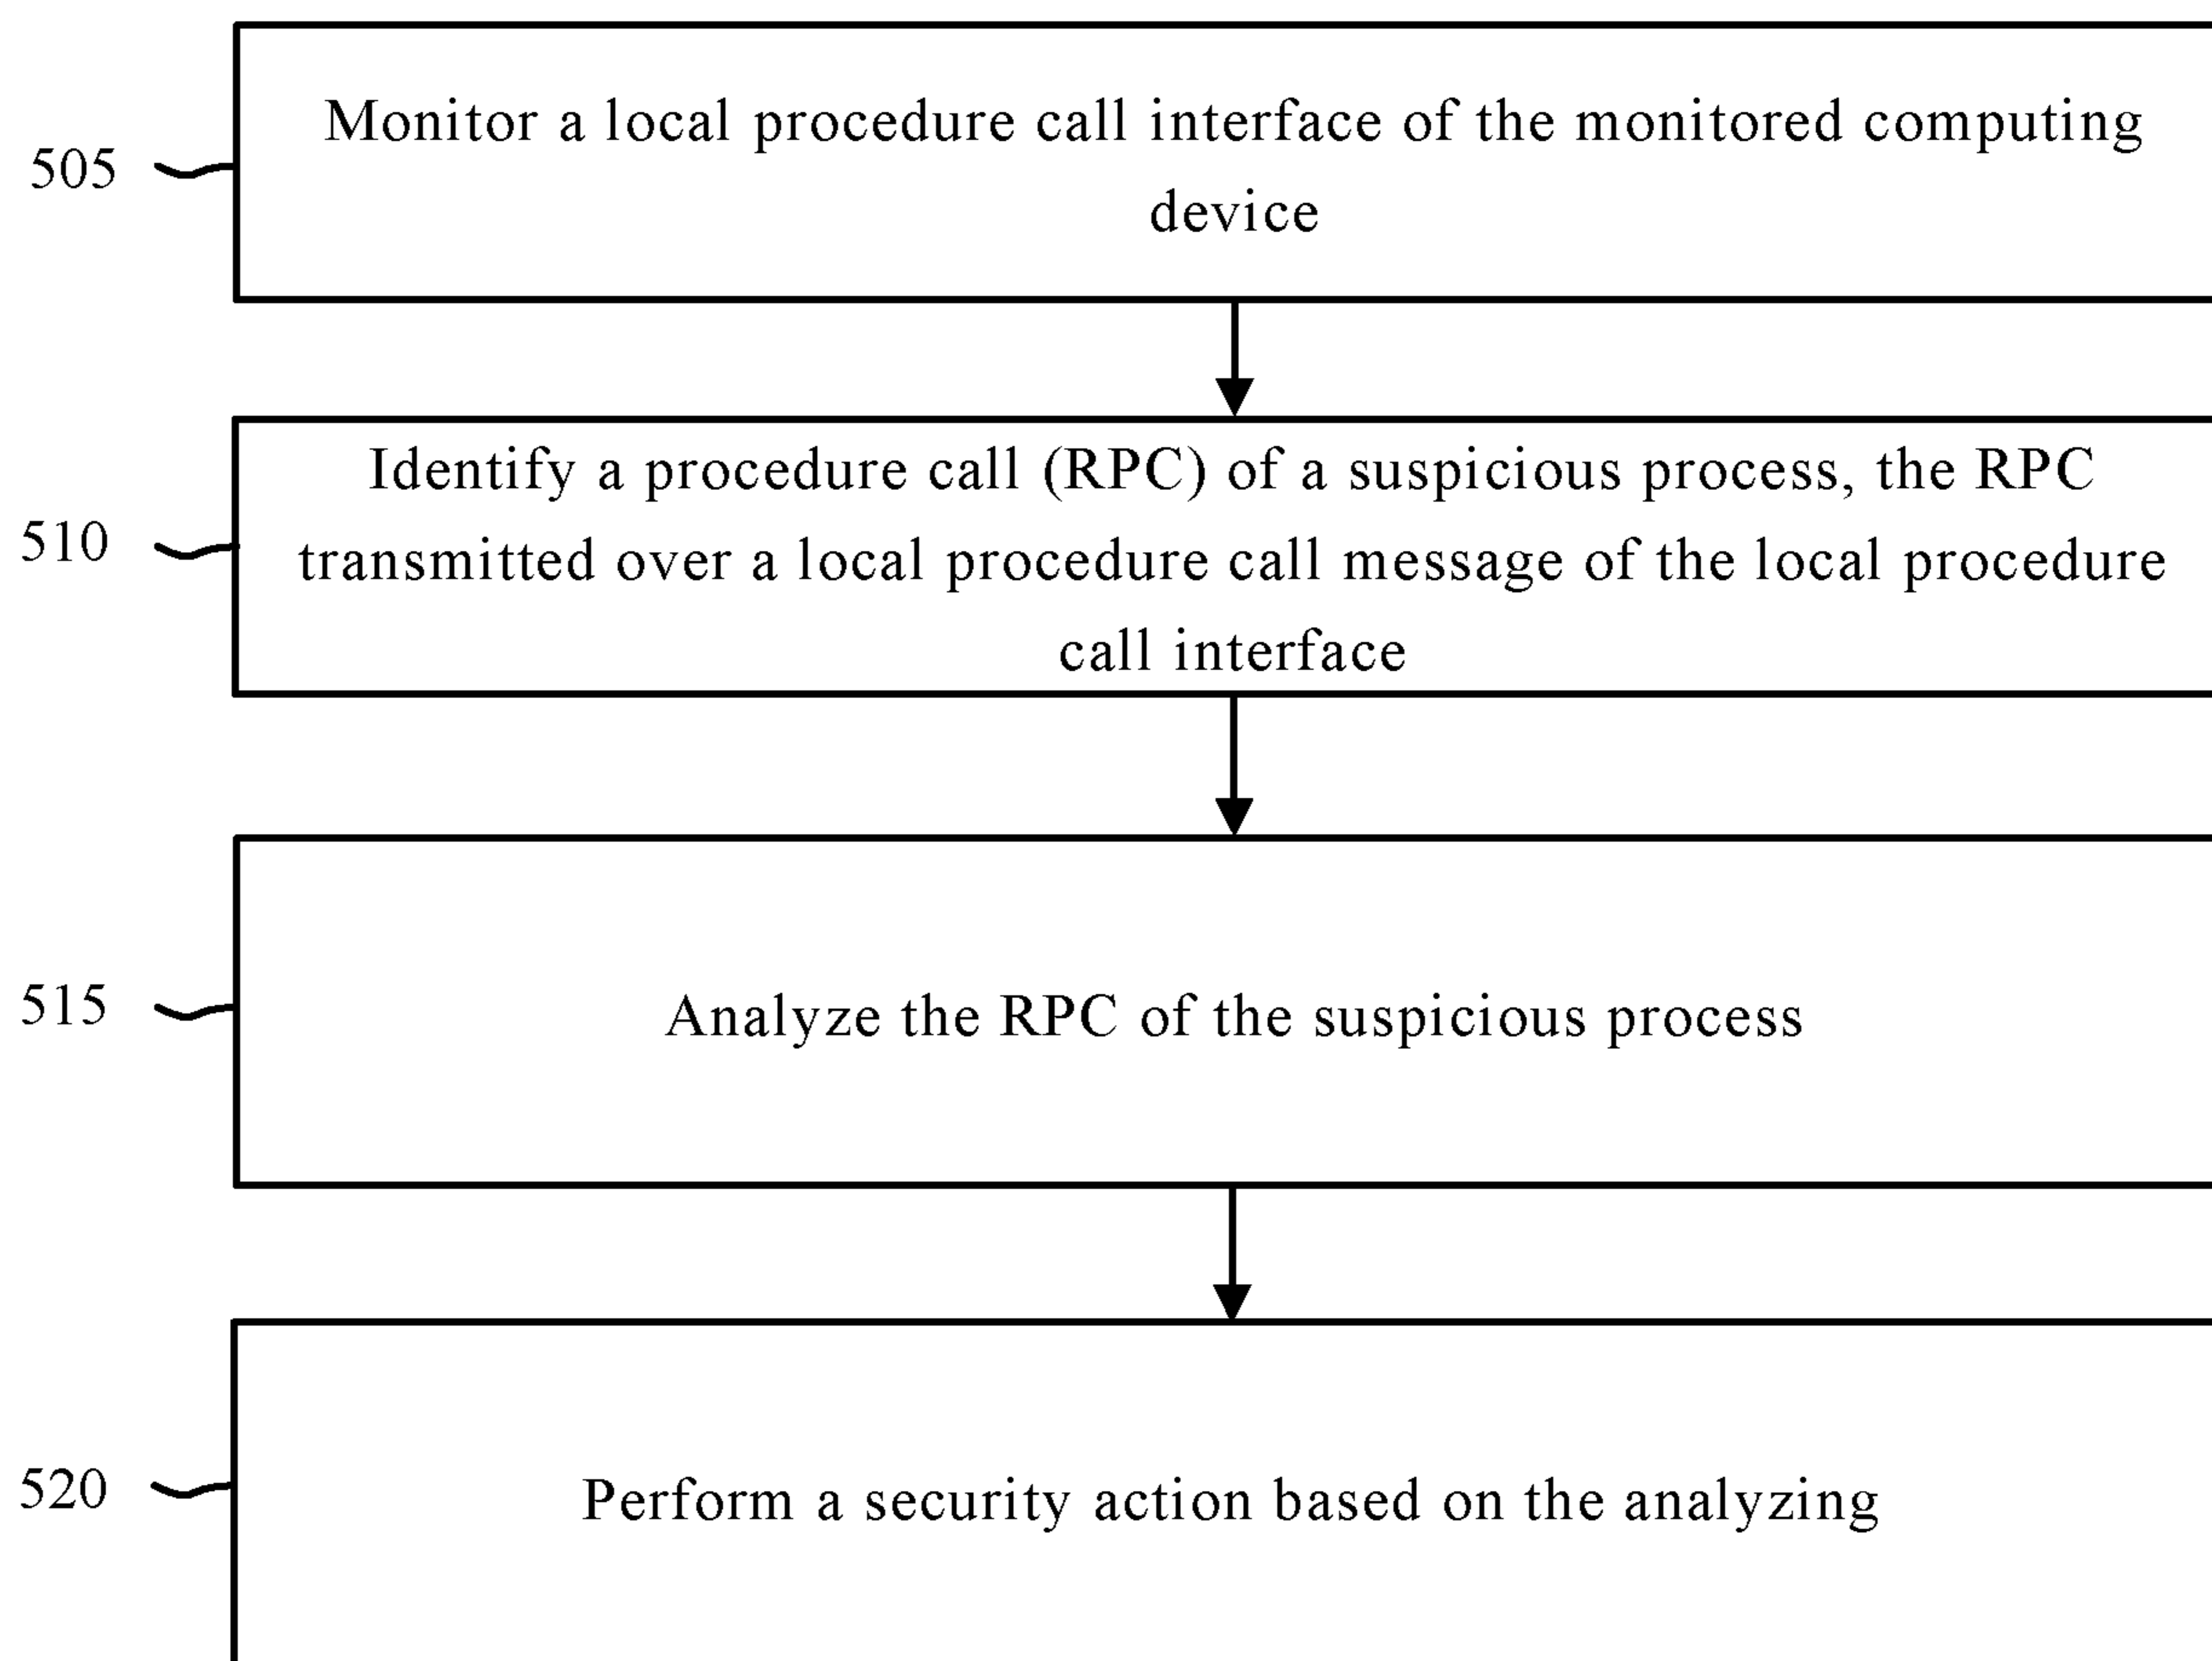 505
Monitor a local procedure call interface of the monitored computing
device
510
Identify a procedure call (RPC) of a suspicious process, the RPC
transmitted over a local procedure call message of the local procedure
call interface
515
Analyze the RPC of the suspicious process
520
Perform a security action based on the analyzing